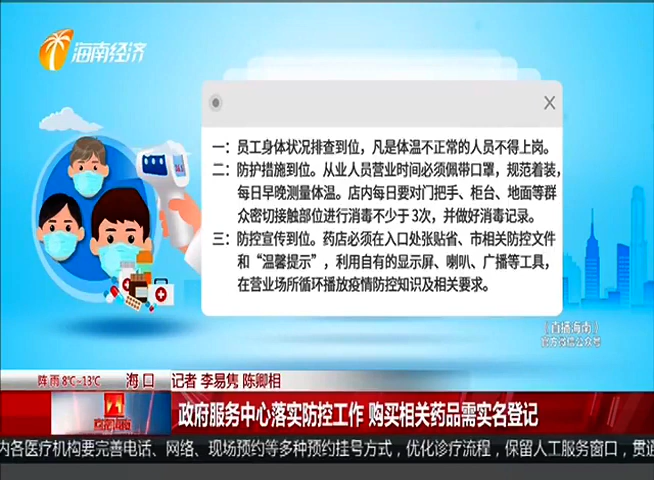 海南经济
X
一：员工身体状况排查到位，凡是体温不正常的人员不得上岗。
二：防护措施到位。从业人员营业时间必须佩带口罩，规范着装，
每日早晚测量体温。店内每日要对门把手、柜台、地面等群
众密切接触部位进行消毒不少于3次，并做好消毒记录。
三：防控宣传到位。药店必须在入口处张贴省、市相关防控文件
和“温馨提示”，利用自有的显示屏、喇叭、广播等工具，
在营业场所循环播放疫情防控知识及相关要求。
《直播海南》
官方微信公众号
阵雨 8℃~13℃ 海口 记者 李易隽 陈卿相
政府服务中心落实防控工作 购买相关药品需实名登记
内各医疗机构要完善电话、网络、现场预约等多种预约挂号方式，优化诊疗流程，保留人工服务窗口，贯通